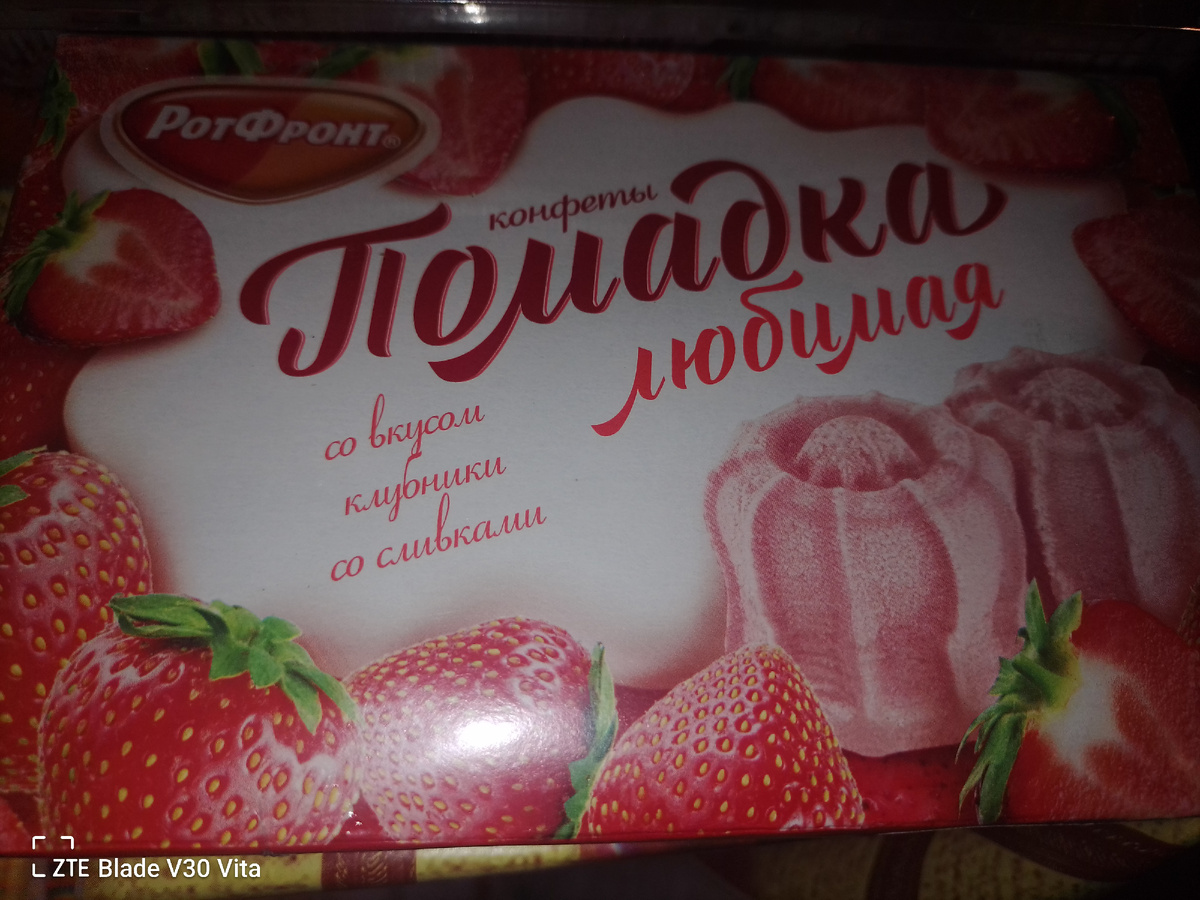 РотФронт®
конфеты
Помадка
любимая
со вкусом
клубники
со сливками
ZTE Blade V30 Vita